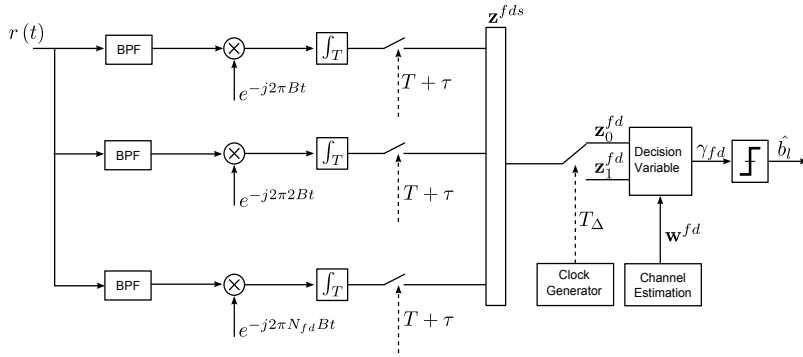 z^{fds}
r(t)
BPF
∫_T
T + τ
e^{-j2πBt}
BPF
∫_T
T + τ
e^{-j2π2Bt}
BPF
∫_T
T + τ
e^{-j2πN_{fd}Bt}
z_0^{fd}
z_1^{fd}
T_Δ
Clock
Generator
Decision
Variable
w^{fd}
Channel
Estimation
γ_{fd}
\hat{b}_l